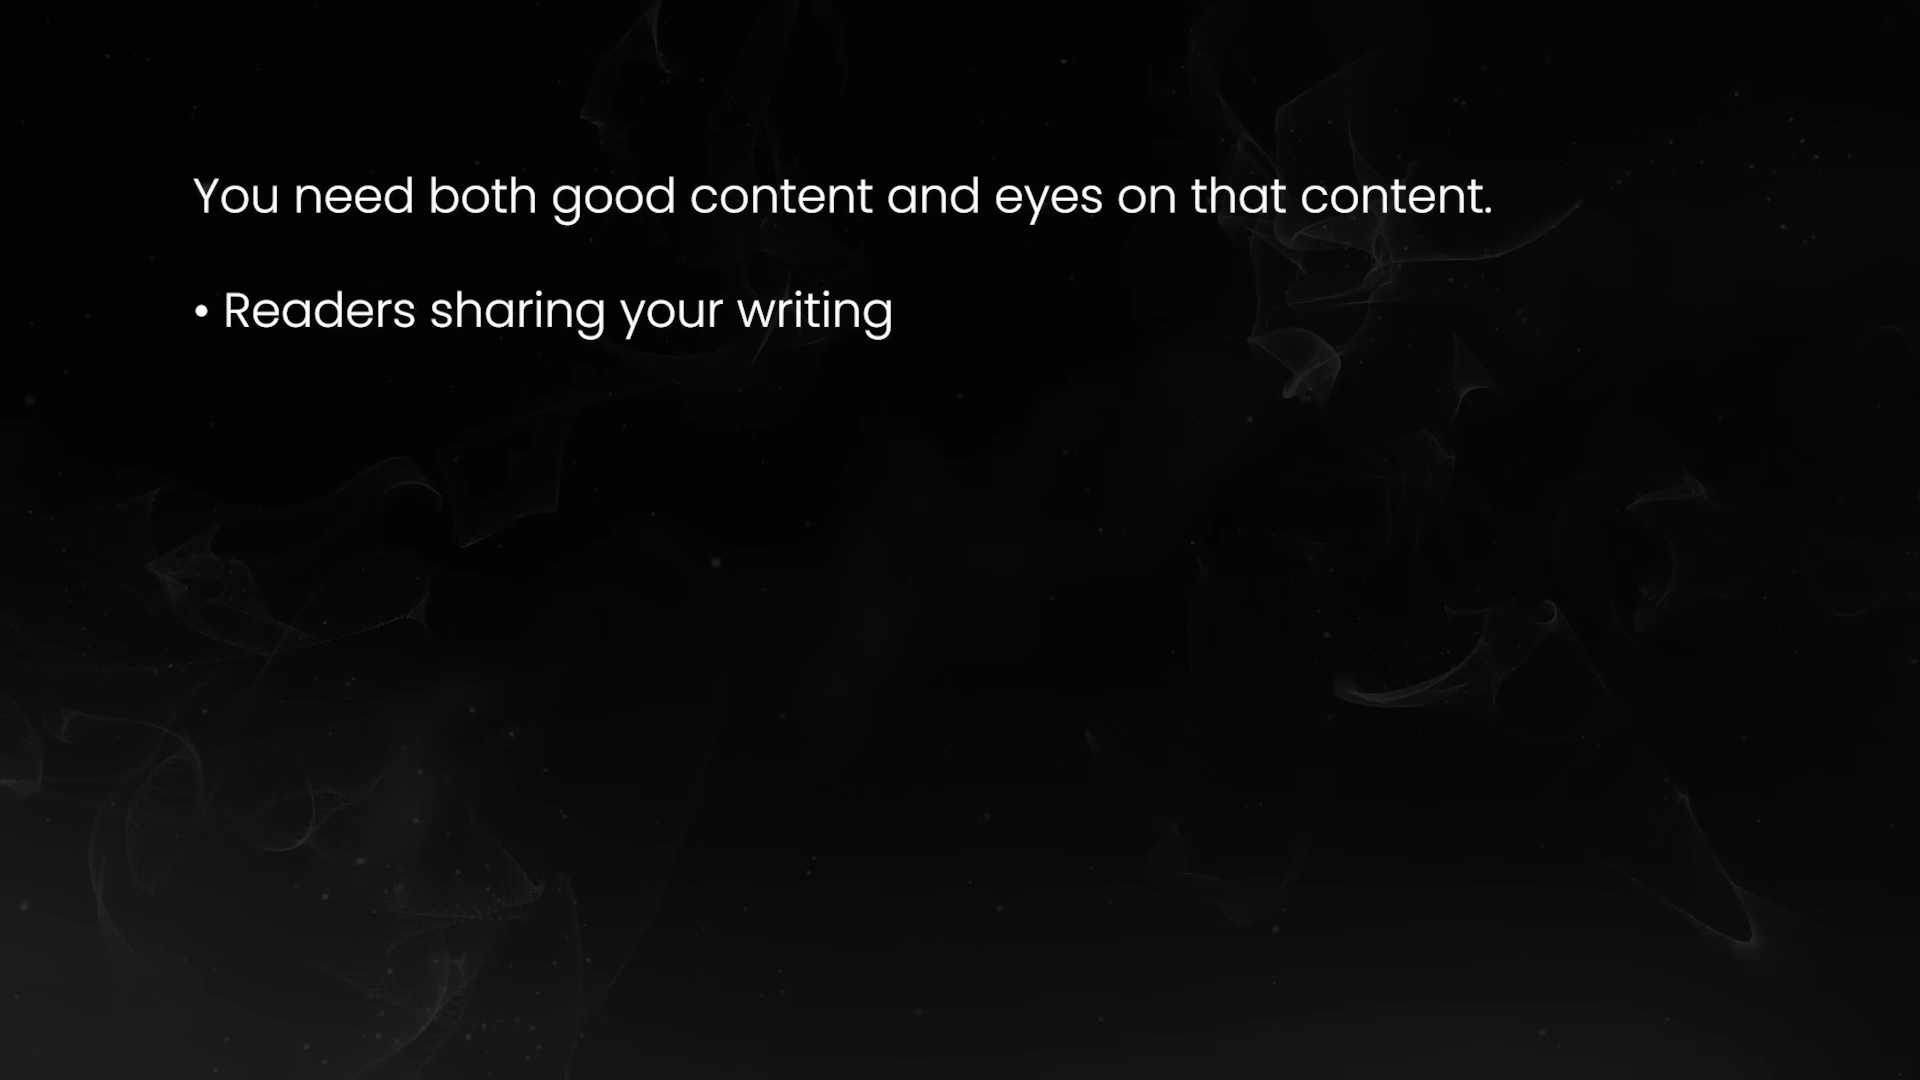 You need both good content and eyes on that content.
• Readers sharing your writing